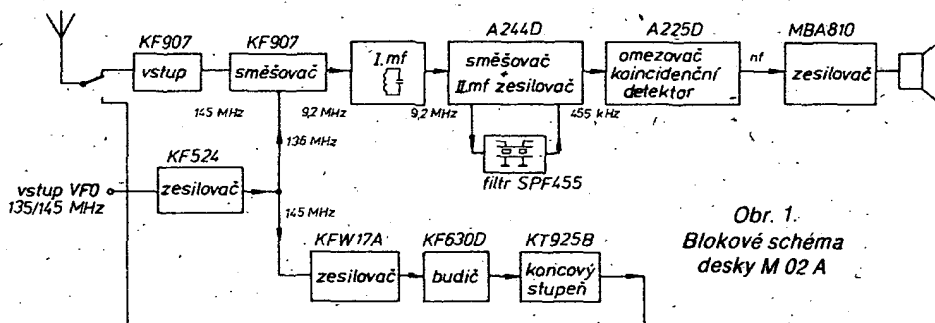 KF907
vstup
KF907
směšovač
I. mf
A244D
směšovač
+
II. mf zesilovač
A225D
omezovač
koincidenční
detektor
nf
MBA810
zesilovač
145 MHz
9,2 MHz
9,2 MHz
455 kHz
136 MHz
filtr SPF455
KF524
zesilovač
vstup VFO
135/145 MHz
145 MHz
KFW17A
zesilovač
KF630D
budič
KT925B
koncový
stupeň
Obr. 1.
Blokové schéma
desky M 02 A